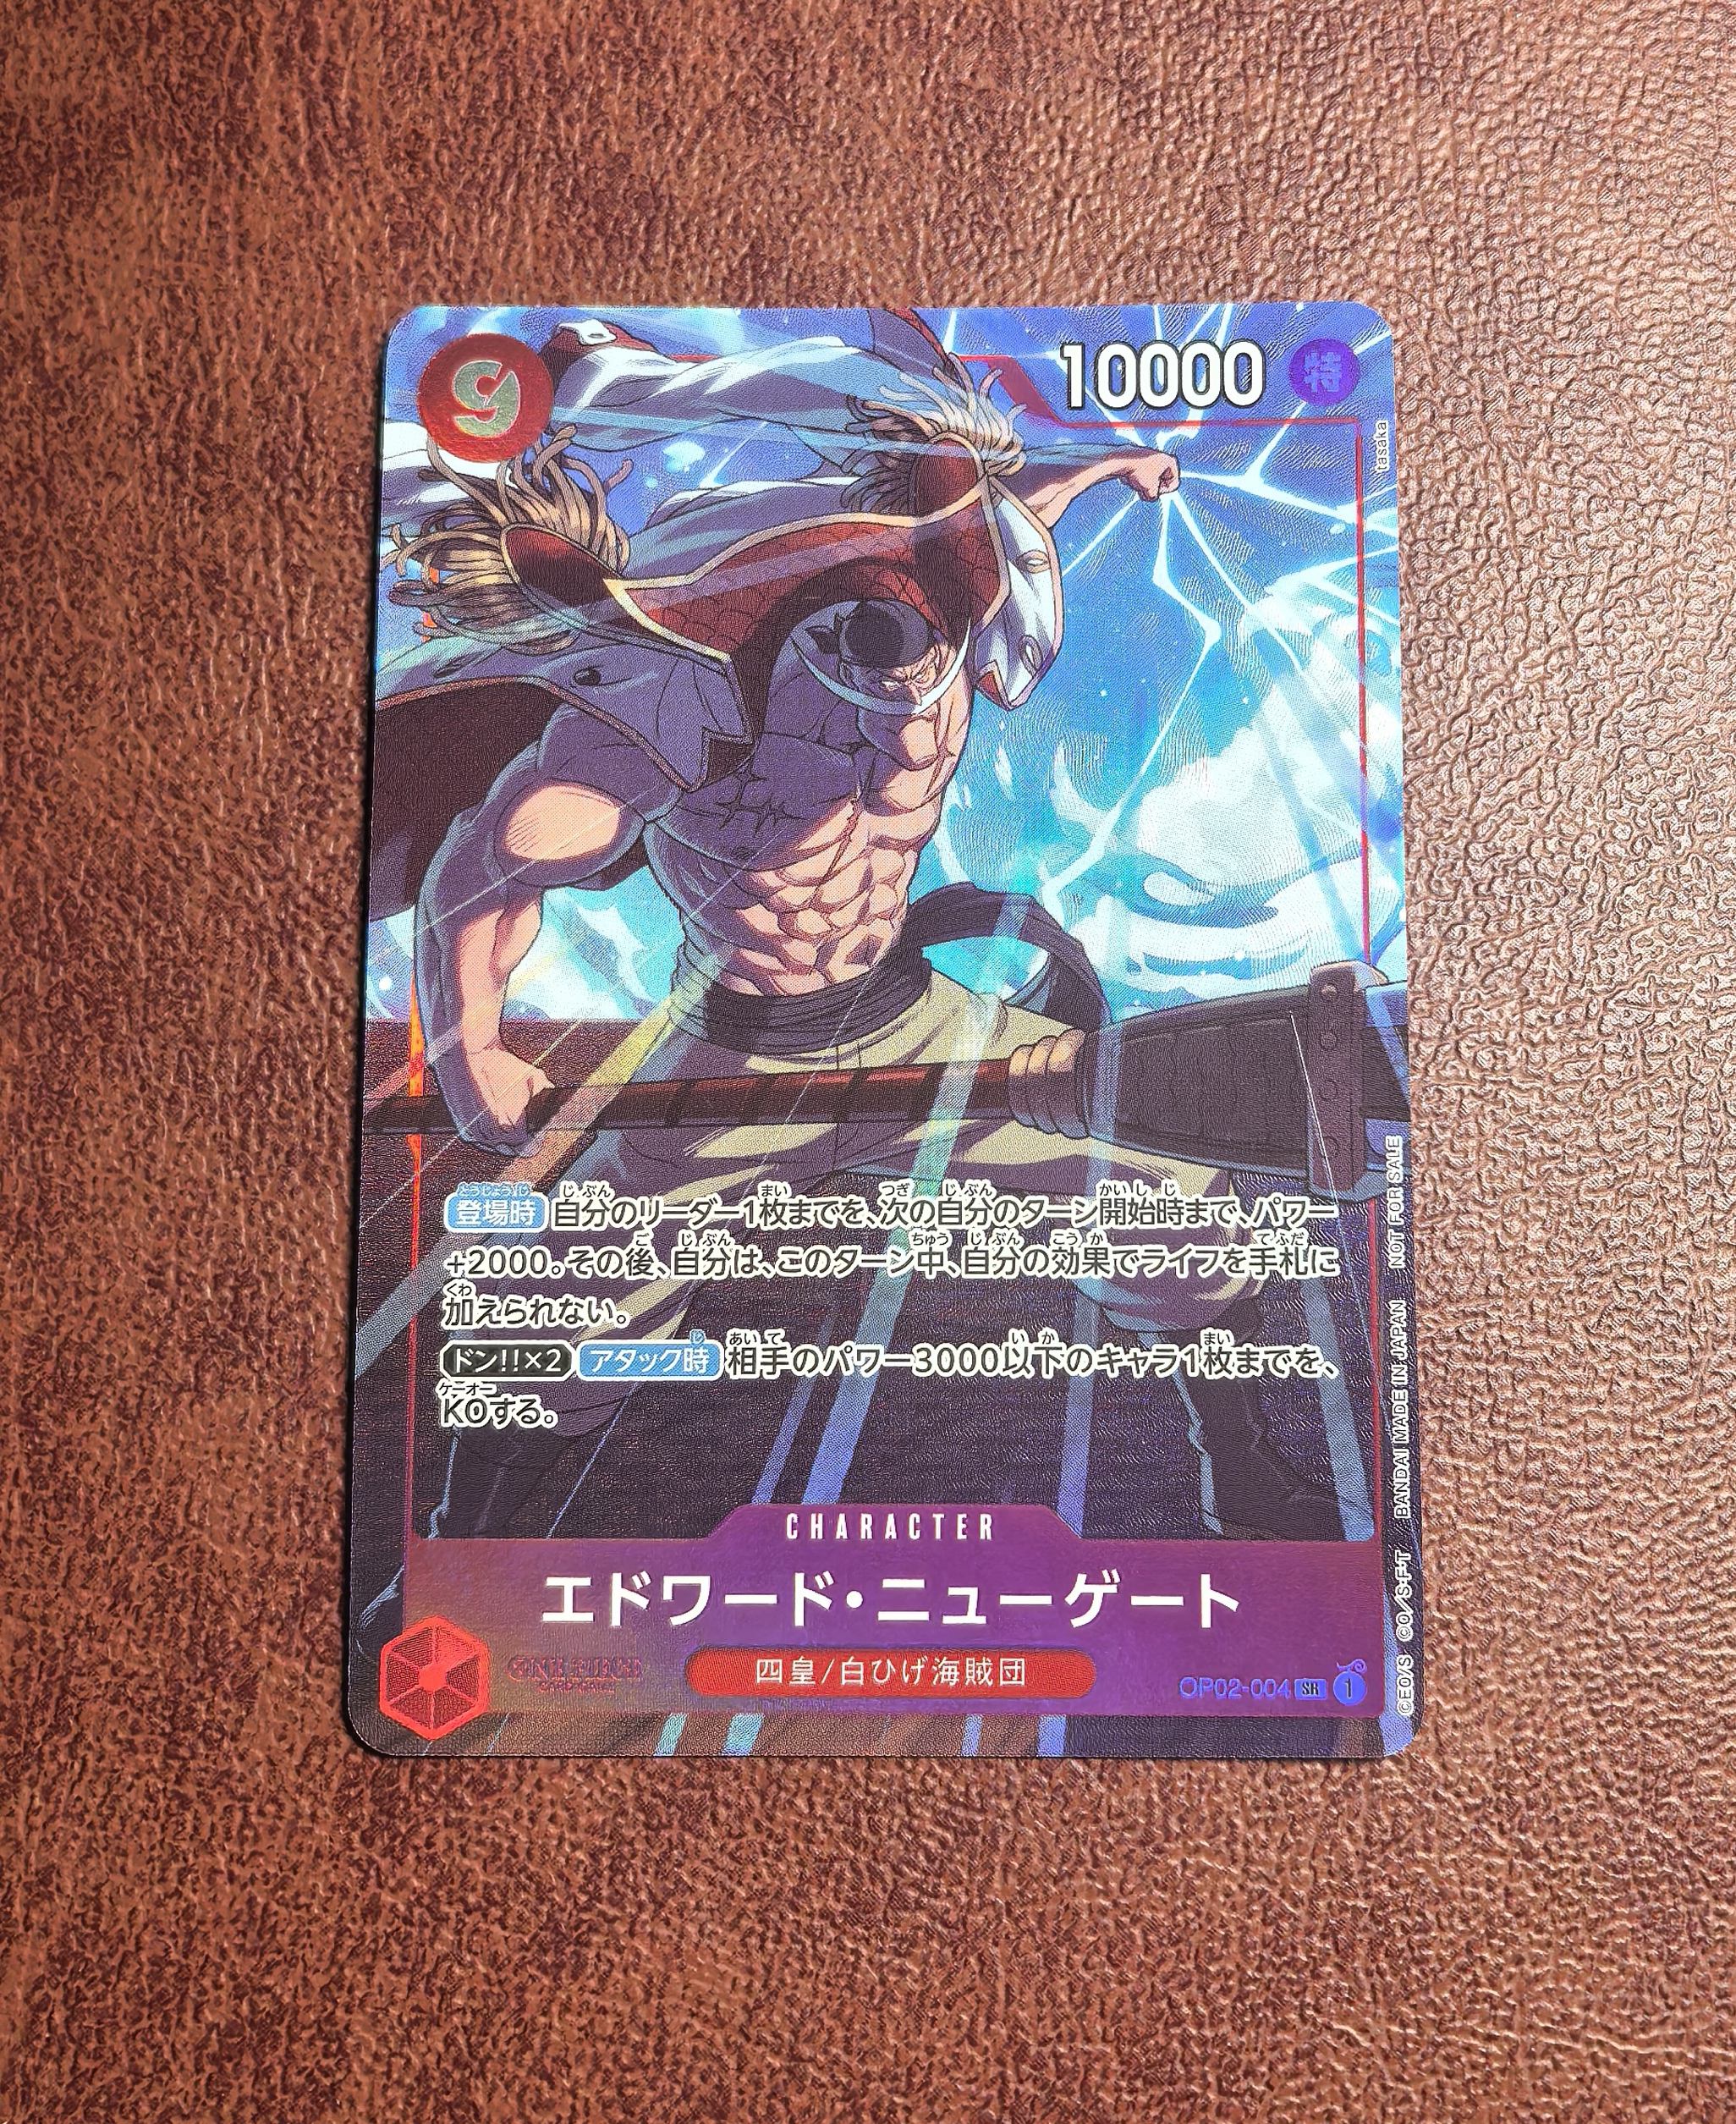 9
10000 特
tasaka
登場時 自分のリーダー1枚までを、次の自分のターン開始時まで、パワー
+2000。その後、自分は、このターン中、自分の効果でライフを手札に
加えられない。
ドン!!×2 アタック時 相手のパワー3000以下のキャラ1枚までを、
KOする。
CHARACTER
エドワード・ニューゲート
ONE PIECE
CARD GAME
四皇/白ひげ海賊団
OP02-004 SR 1
©EO/S ©O/S・F・T BANDAI MADE IN JAPAN NOT FOR SALE